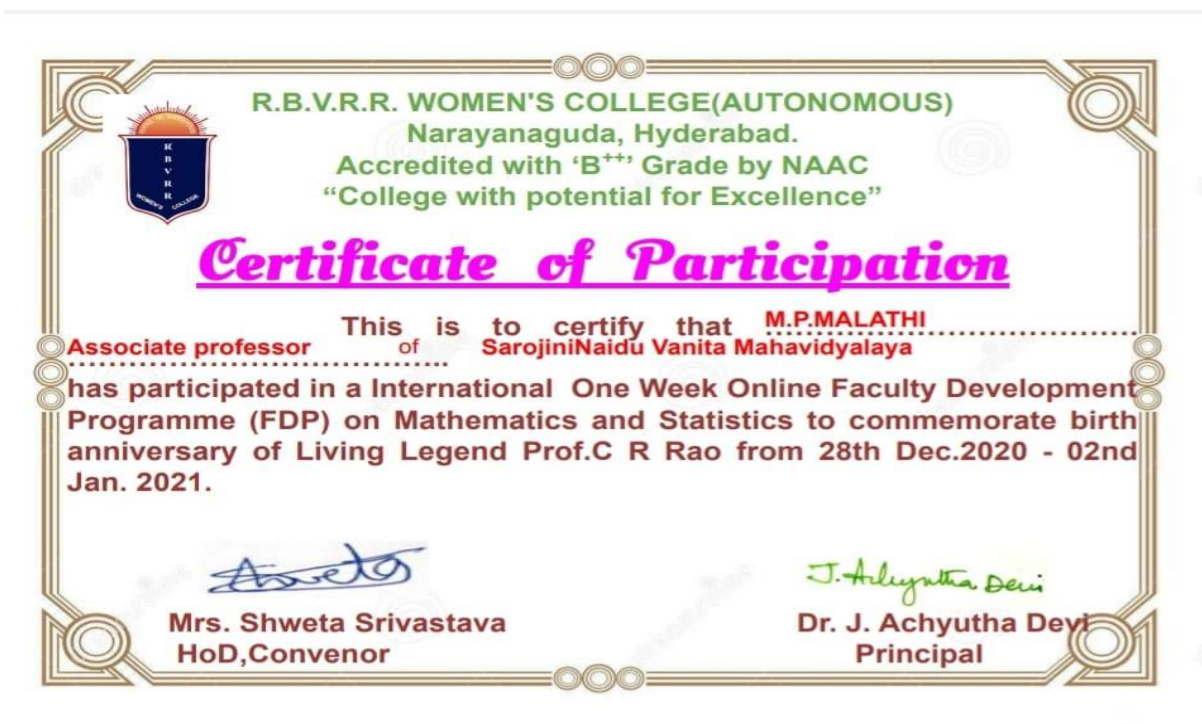 R.B.V.R.R. WOMEN'S COLLEGE(AUTONOMOUS)
Narayanaguda, Hyderabad.
Accredited with ‘B++’ Grade by NAAC
“College with potential for Excellence”
R
B
V
R
R
WOMEN'S COLLEGE
Certificate of Participation
This is to certify that M.P.MALATHI
Associate professor of SarojiniNaidu Vanita Mahavidyalaya
has participated in a International One Week Online Faculty Development
Programme (FDP) on Mathematics and Statistics to commemorate birth
anniversary of Living Legend Prof.C R Rao from 28th Dec.2020 - 02nd
Jan. 2021.
Shweta
J. Achyutha Devi
Mrs. Shweta Srivastava
Dr. J. Achyutha Devi
HoD,Convenor
Principal